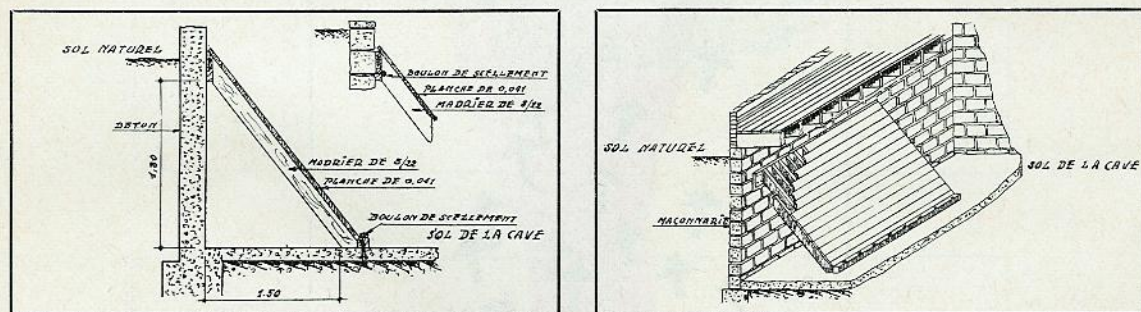 SOL NATUREL
BOULON DE SCELLEMENT
PLANCHE DE 0,041
MADRIER DE 8/22
BETON
1.80
MADRIER DE 8/22
PLANCHE DE 0,041
BOULON DE SCELLEMENT
SOL DE LA CAVE
1.50
SOL NATUREL
SOL DE LA CAVE
MAÇONNARIE